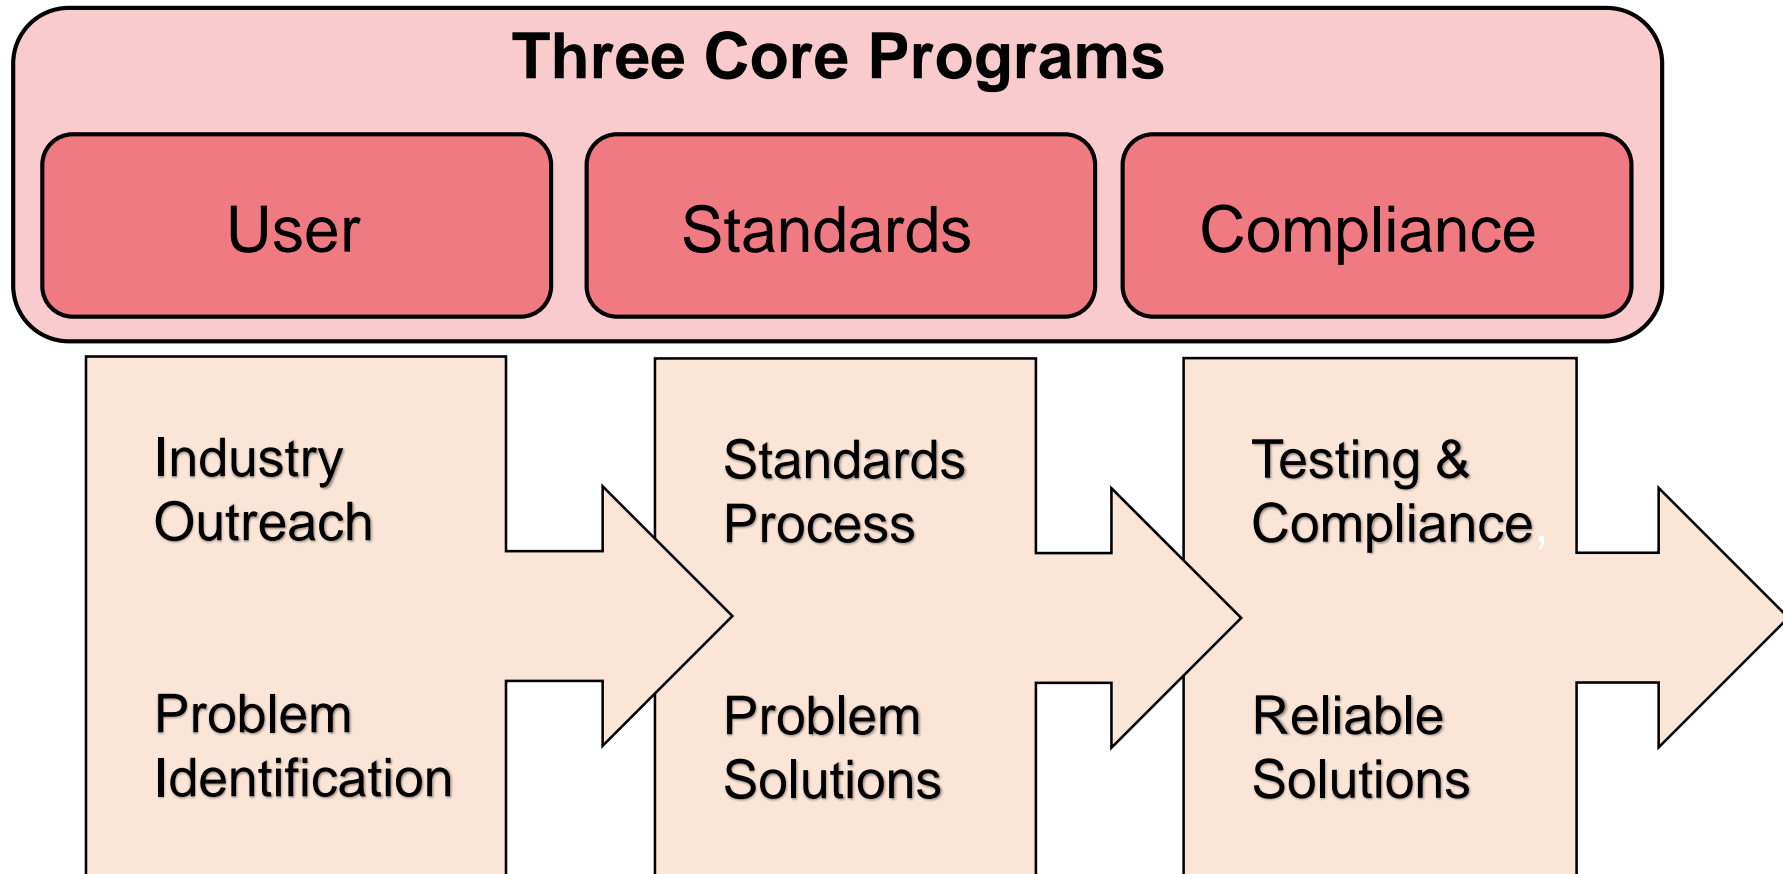 Three Core Programs
User
Standards
Compliance
Industry
Outreach
Problem
Identification
Standards
Process
Problem
Solutions
Testing &
Compliance,
Reliable
Solutions